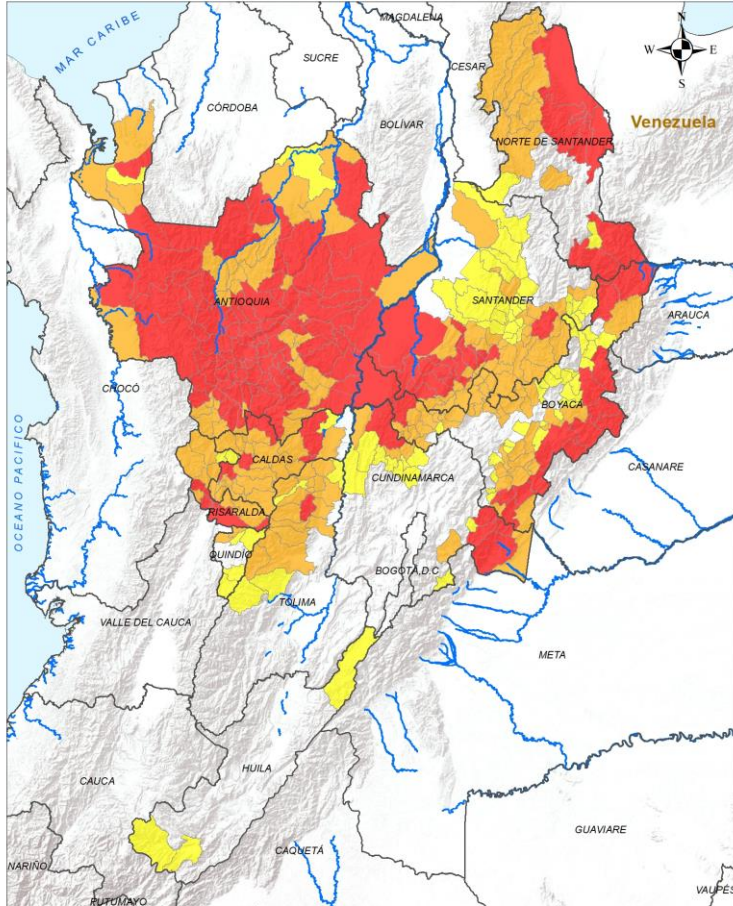 MAGDALENA
N
MAR CARIBE
SUCRE
W
E
CESAR
S
CÓRDOBA
BOLÍVAR
Venezuela
NORTE DE SANTANDER
ANTIOQUIA
SANTANDER
ARAUCA
CHOCÓ
BOYACÁ
OCEANO PACIFICO
CALDAS
CUNDINAMARCA
CASANARE
RISARALDA
QUINDÍO
BOGOTÁ, D.C
TOLIMA
VALLE DEL CAUCA
META
HUILA
CAUCA
GUAVIARE
CAQUETÁ
NARIÑO
PUTUMAYO
VAUPÉS